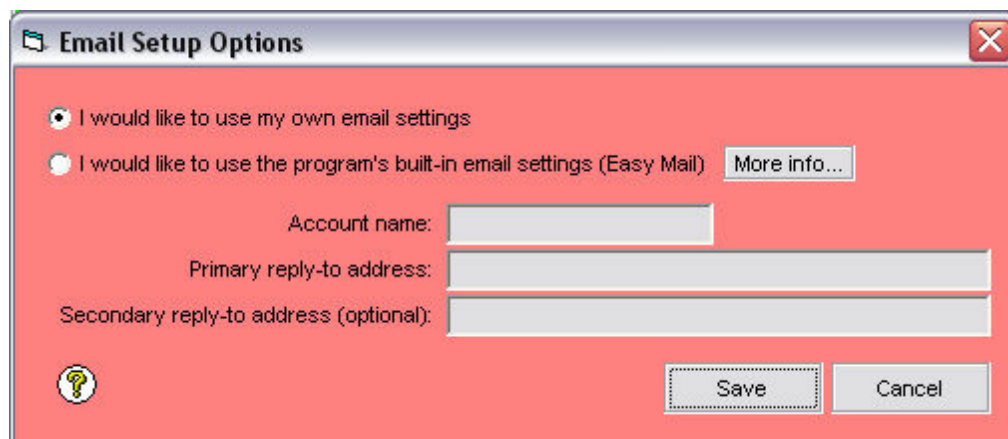 Email Setup Options
I would like to use my own email settings
I would like to use the program's built-in email settings (Easy Mail) More info...
Account name:
Primary reply-to address:
Secondary reply-to address (optional):
Save Cancel